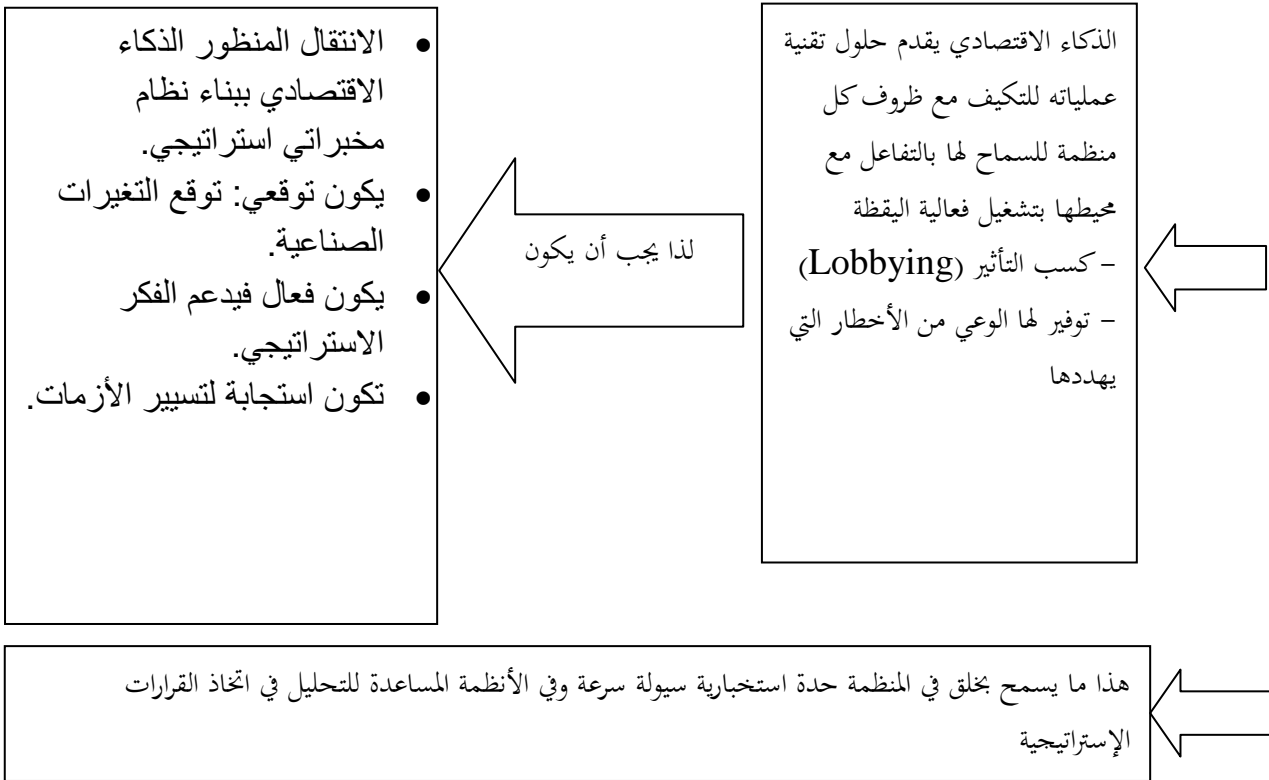 الذكاء الاقتصادي يقدم حلول تقنية
عملياته للتكيف مع ظروف كل
منظمة للسماح لها بالتفاعل مع
محيطها بتشغيل فعالية اليقظة
- كسب التأثير (Lobbying)
- توفير لها الوعي من الأخطار التي
يهددها
لذا يجب أن يكون
• الانتقال المنظور الذكاء
الاقتصادي ببناء نظام
مخبراتي استراتيجي.
• يكون توقعي: توقع التغيرات
الصناعية.
• يكون فعال فيدعم الفكر
الاستراتيجي.
• تكون استجابة لتسيير الأزمات.
هذا ما يسمح بخلق في المنظمة حدة استخبارية سيولة سرعة وفي الأنظمة المساعدة للتحليل في اتخاذ القرارات
الإستراتيجية